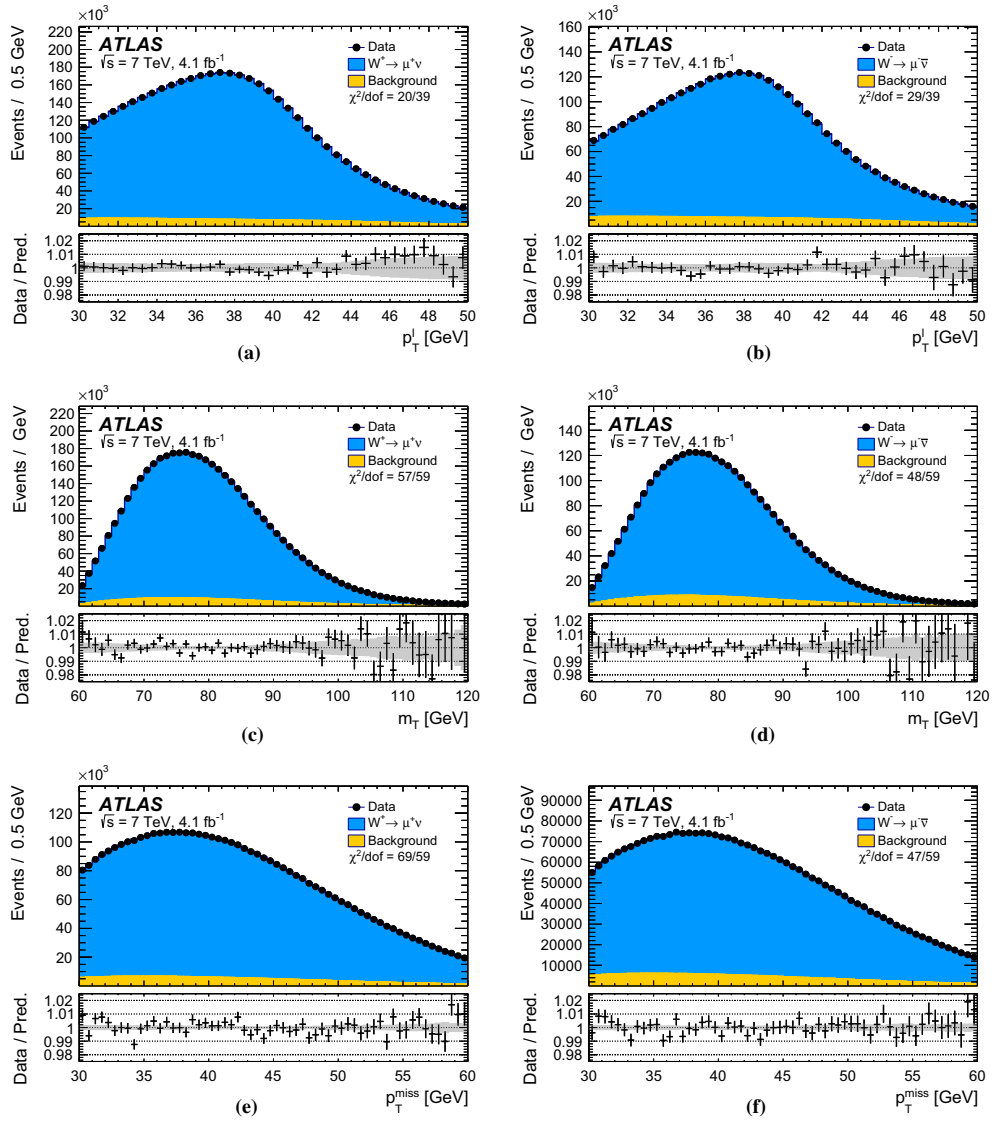 ×10³
220
200
180
160
140
120
100
80
60
40
20
Events / 0.5 GeV
ATLAS
√s = 7 TeV, 4.1 fb⁻¹
Data
W⁺→ μ⁺ν
Background
χ²/dof = 20/39
1.02
1.01
1
0.99
0.98
Data / Pred.
30 32 34 36 38 40 42 44 46 48 50
p_T^l [GeV]
(a)
×10³
160
140
120
100
80
60
40
20
Events / 0.5 GeV
ATLAS
√s = 7 TeV, 4.1 fb⁻¹
Data
W⁻→ μ⁻ν̅
Background
χ²/dof = 29/39
1.02
1.01
1
0.99
0.98
Data / Pred.
30 32 34 36 38 40 42 44 46 48 50
p_T^l [GeV]
(b)
×10³
220
200
180
160
140
120
100
80
60
40
20
Events / GeV
ATLAS
√s = 7 TeV, 4.1 fb⁻¹
Data
W⁺→ μ⁺ν
Background
χ²/dof = 57/59
1.02
1.01
1
0.99
0.98
Data / Pred.
60 70 80 90 100 110 120
m_T [GeV]
(c)
×10³
160
140
120
100
80
60
40
20
Events / GeV
ATLAS
√s = 7 TeV, 4.1 fb⁻¹
Data
W⁻→ μ⁻ν̅
Background
χ²/dof = 48/59
1.02
1.01
1
0.99
0.98
Data / Pred.
60 70 80 90 100 110 120
m_T [GeV]
(d)
×10³
120
100
80
60
40
20
Events / 0.5 GeV
ATLAS
√s = 7 TeV, 4.1 fb⁻¹
Data
W⁺→ μ⁺ν
Background
χ²/dof = 69/59
1.02
1.01
1
0.99
0.98
Data / Pred.
30 35 40 45 50 55 60
p_T^miss [GeV]
(e)
90000
80000
70000
60000
50000
40000
30000
20000
10000
Events / 0.5 GeV
ATLAS
√s = 7 TeV, 4.1 fb⁻¹
Data
W⁻→ μ⁻ν̅
Background
χ²/dof = 47/59
1.02
1.01
1
0.99
0.98
Data / Pred.
30 35 40 45 50 55 60
p_T^miss [GeV]
(f)